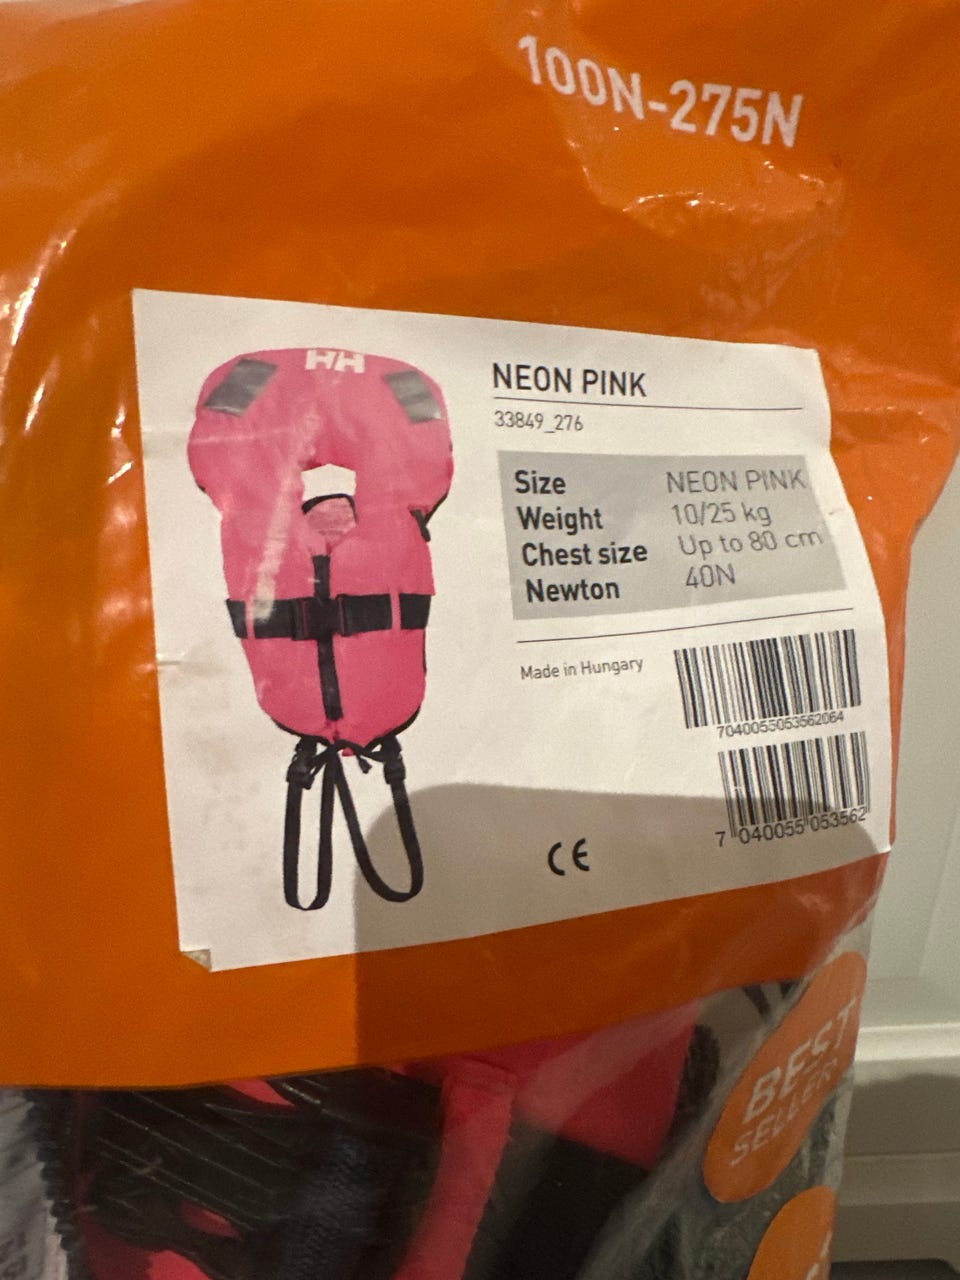 100N-275N
HH
NEON PINK
33849_276
Size NEON PINK
Weight 10/25 kg
Chest size Up to 80 cm
Newton 40N
Made in Hungary
7040055053562064
7 040055 053562
CE
BEST
SELLER